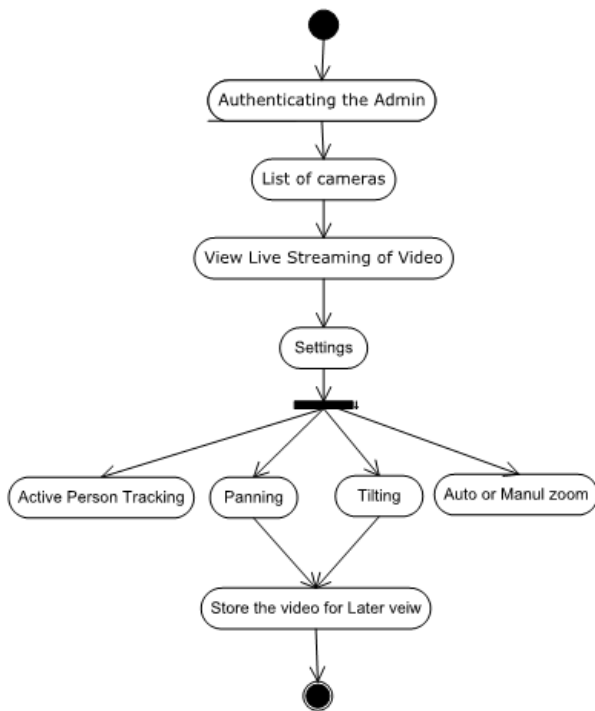 Authenticating the Admin
List of cameras
View Live Streaming of Video
Settings
Active Person Tracking
Panning
Tilting
Auto or Manul zoom
Store the video for Later veiw